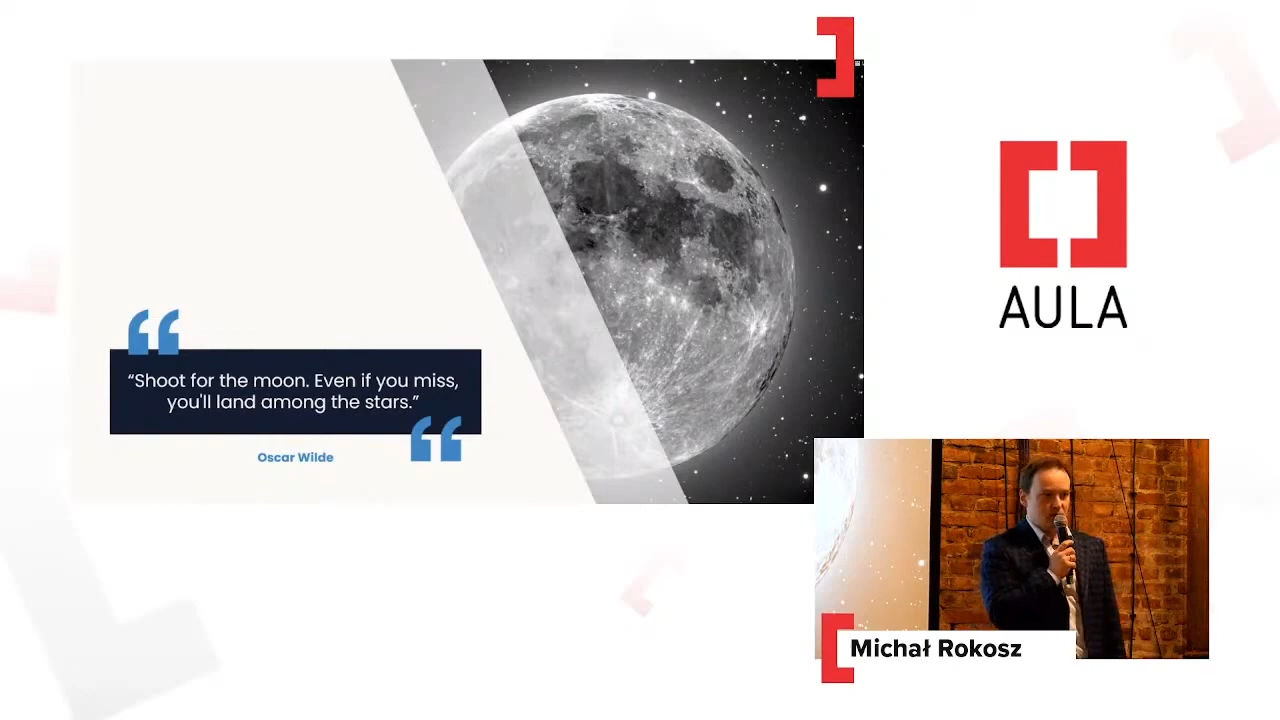 “Shoot for the moon. Even if you miss,
you'll land among the stars.”
Oscar Wilde
AULA
Michał Rokosz